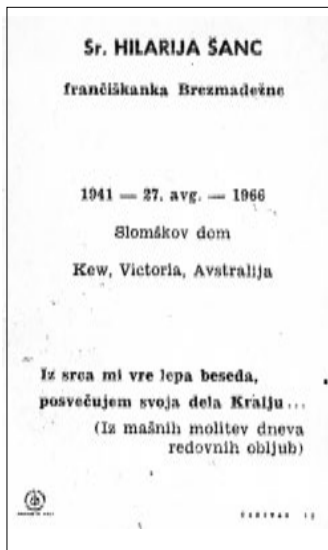 Sr. HILARIJA ŠANC
frančiškanka Brezmadežne
1941 — 27. avg. — 1966
Slomškov dom
Kew, Victoria, Avstralija
Iz srca mi vre lepa beseda,
posvečujem svoja dela Kralju ...
(Iz mašnih molitev dneva
redovnih obljub)